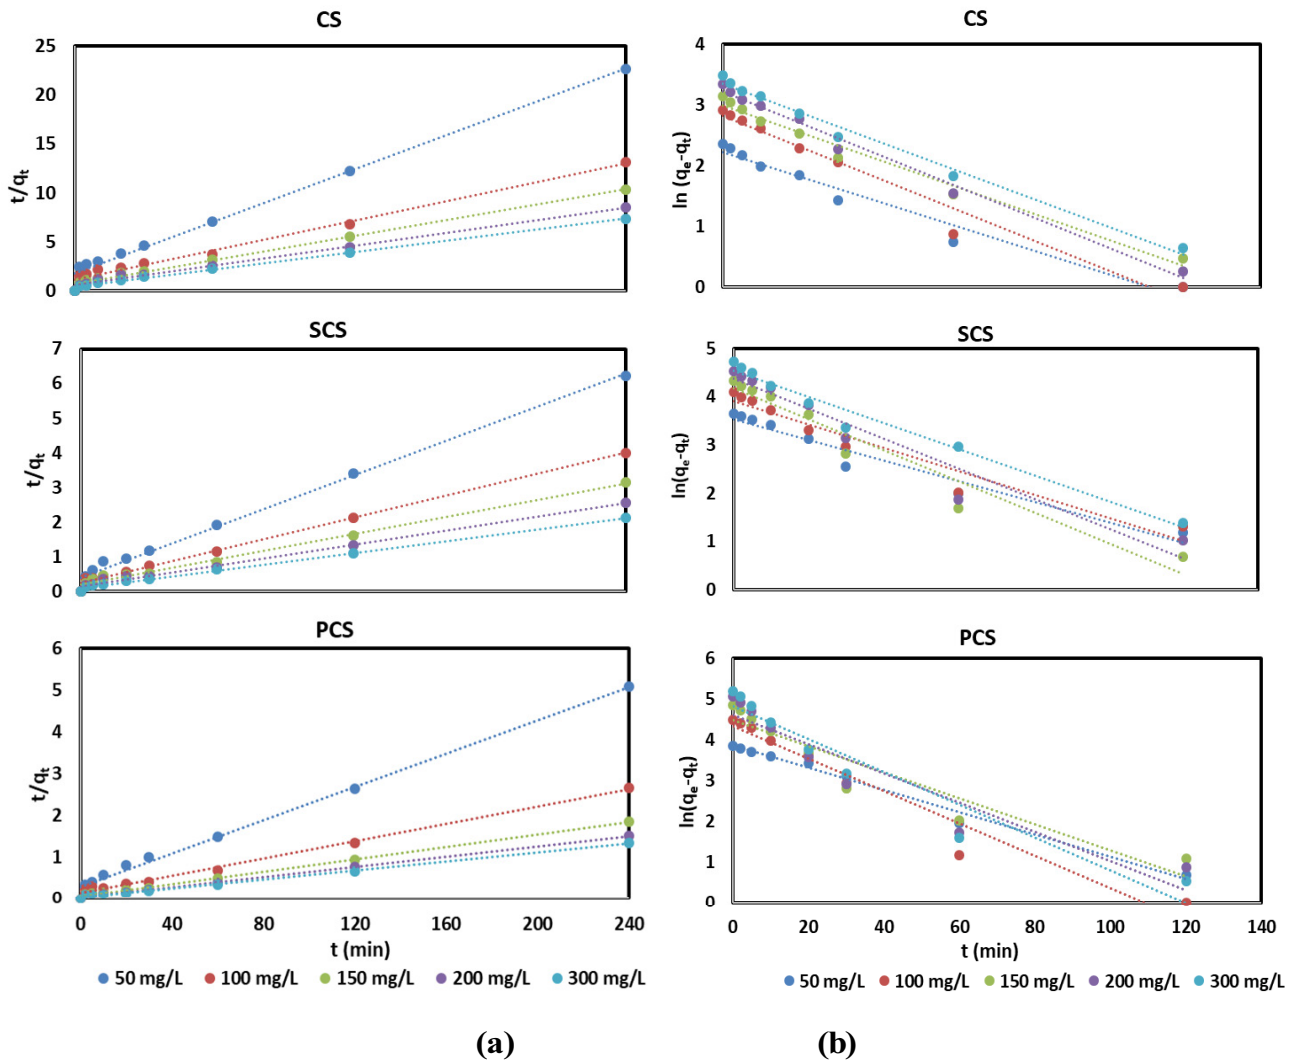 CS
25
20
15
10
5
0
t/qt
CS
4
3
2
1
0
ln (qe-qt)
SCS
7
6
5
4
3
2
1
0
t/qt
SCS
5
4
3
2
1
0
ln(qe-qt)
PCS
6
5
4
3
2
1
0
t/qt
0 40 80 120 160 200 240
t (min)
50 mg/L 100 mg/L 150 mg/L 200 mg/L 300 mg/L
PCS
6
5
4
3
2
1
0
ln(qe-qt)
0 20 40 60 80 100 120 140
t (min)
50 mg/L 100 mg/L 150 mg/L 200 mg/L 300 mg/L
(a) (b)